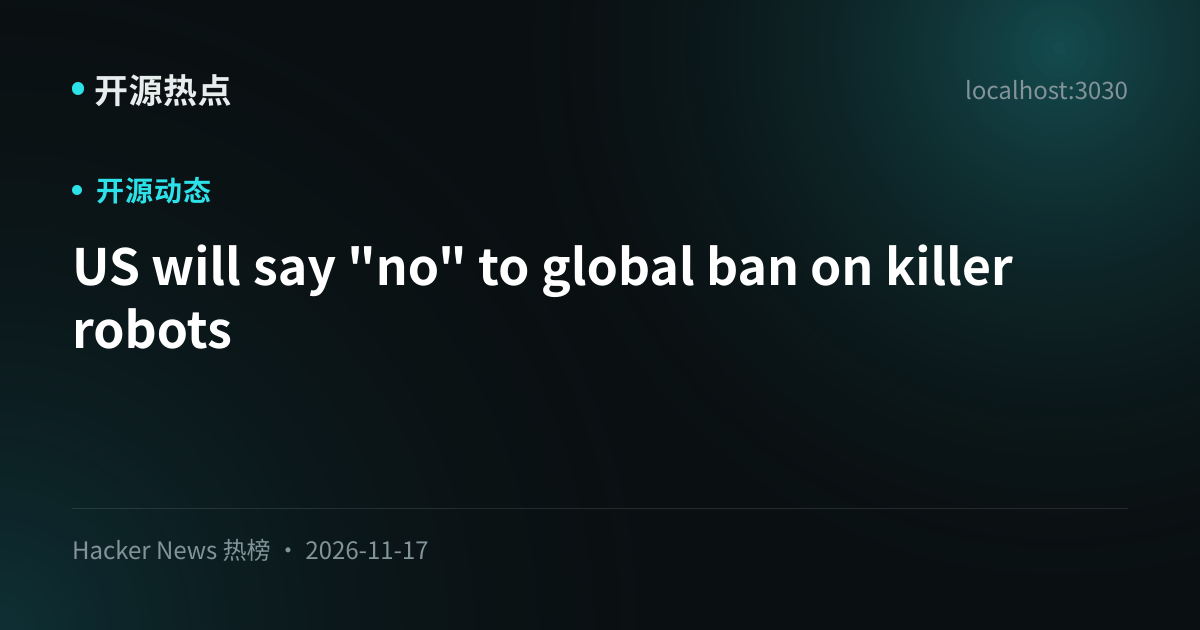 开源热点
localhost:3030
开源动态
US will say "no" to global ban on killer
robots
Hacker News 热榜 · 2026-11-17